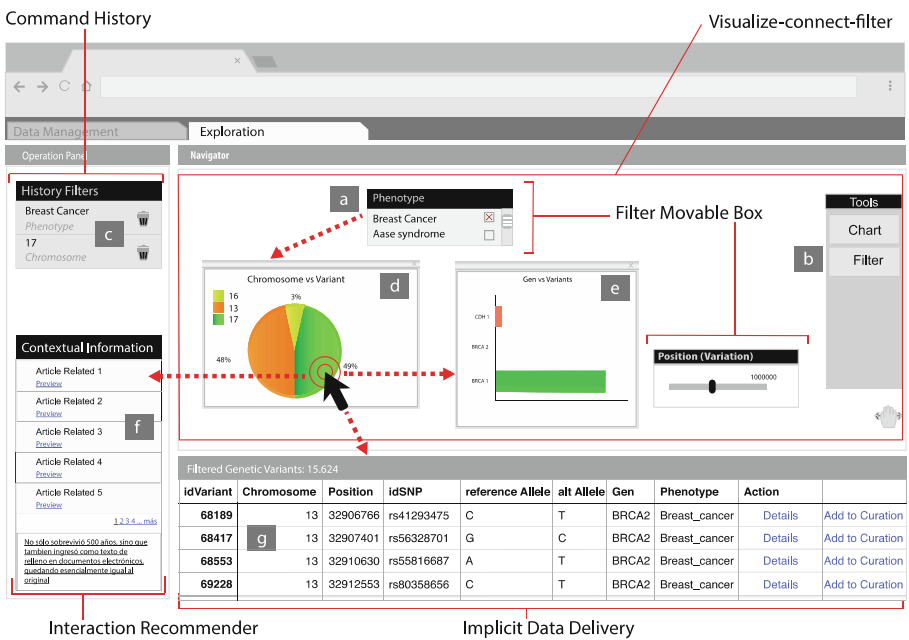 Command History
Visualize-connect-filter
Data Management
Exploration
Operation Panel
Navigator
History Filters
Breast Cancer
Phenotype
17
Chromosome
c
a
Phenotype
Breast Cancer
Aase syndrome
Filter Movable Box
Tools
Chart
Filter
b
Chromosome vs Variant
d
16
13
17
3%
48%
49%
Gen vs Variants
e
CDH 1
BRCA 2
BRCA 1
Position (Variation)
1000000
Contextual Information
Article Related 1
Preview
Article Related 2
Preview
Article Related 3
Preview
f
Article Related 4
Preview
Article Related 5
Preview
1 2 3 4 ... más
No sólo sobrevivió 500 años, sino que
tambien ingresó como texto de
relleno en documentos electrónicos,
quedando esencialmente igual al
original
Filtered Genetic Variants: 15.624
idVariant Chromosome Position idSNP reference Allele alt Allele Gen Phenotype Action
68189 13 32906766 rs41293475 C T BRCA2 Breast_cancer Details Add to Curation
68417 13 32907401 rs56328701 G C BRCA2 Breast_cancer Details Add to Curation
g
68553 13 32910630 rs55816687 A T BRCA2 Breast_cancer Details Add to Curation
69228 13 32912553 rs80358656 C T BRCA2 Breast_cancer Details Add to Curation
Interaction Recommender
Implicit Data Delivery